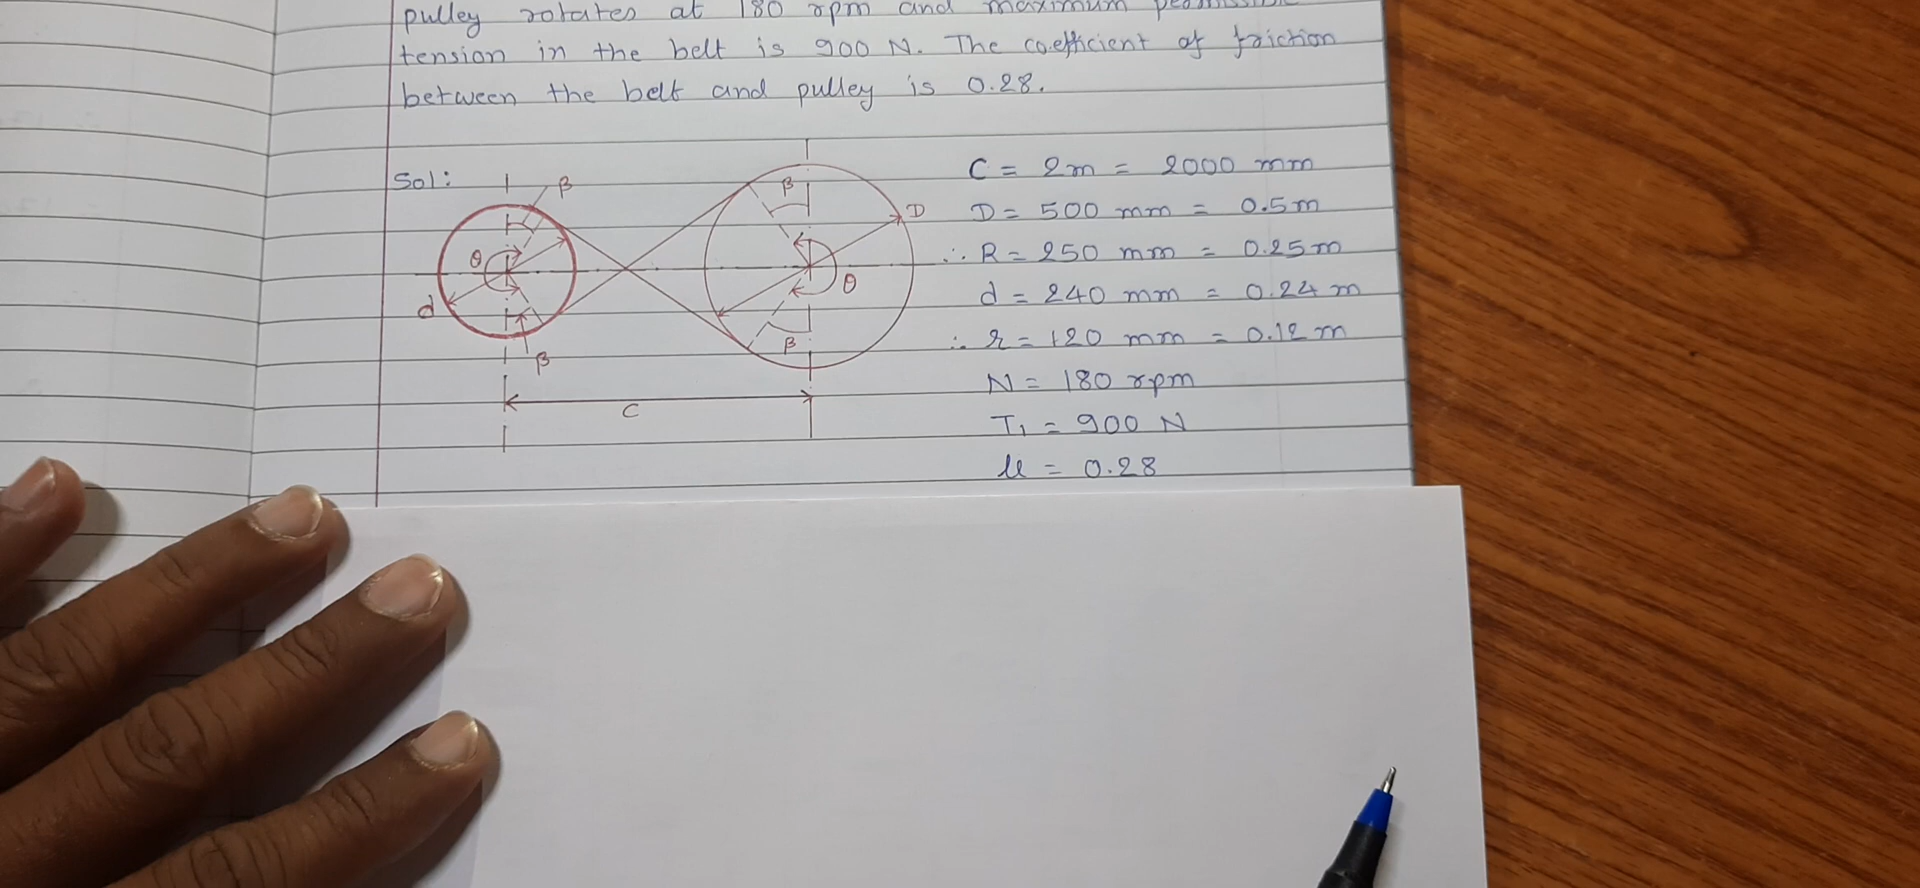 pulley rotates at 180 rpm and maximum permissible
tension in the belt is 900 N. The coefficient of friction
between the belt and pulley is 0.28.
Sol:
β
β
D
θ
θ
d
β
β
C
C = 2m = 2000 mm
D = 500 mm = 0.5m
∴ R = 250 mm = 0.25m
d = 240 mm = 0.24 m
∴ r = 120 mm = 0.12 m
N = 180 rpm
T₁ = 900 N
μ = 0.28